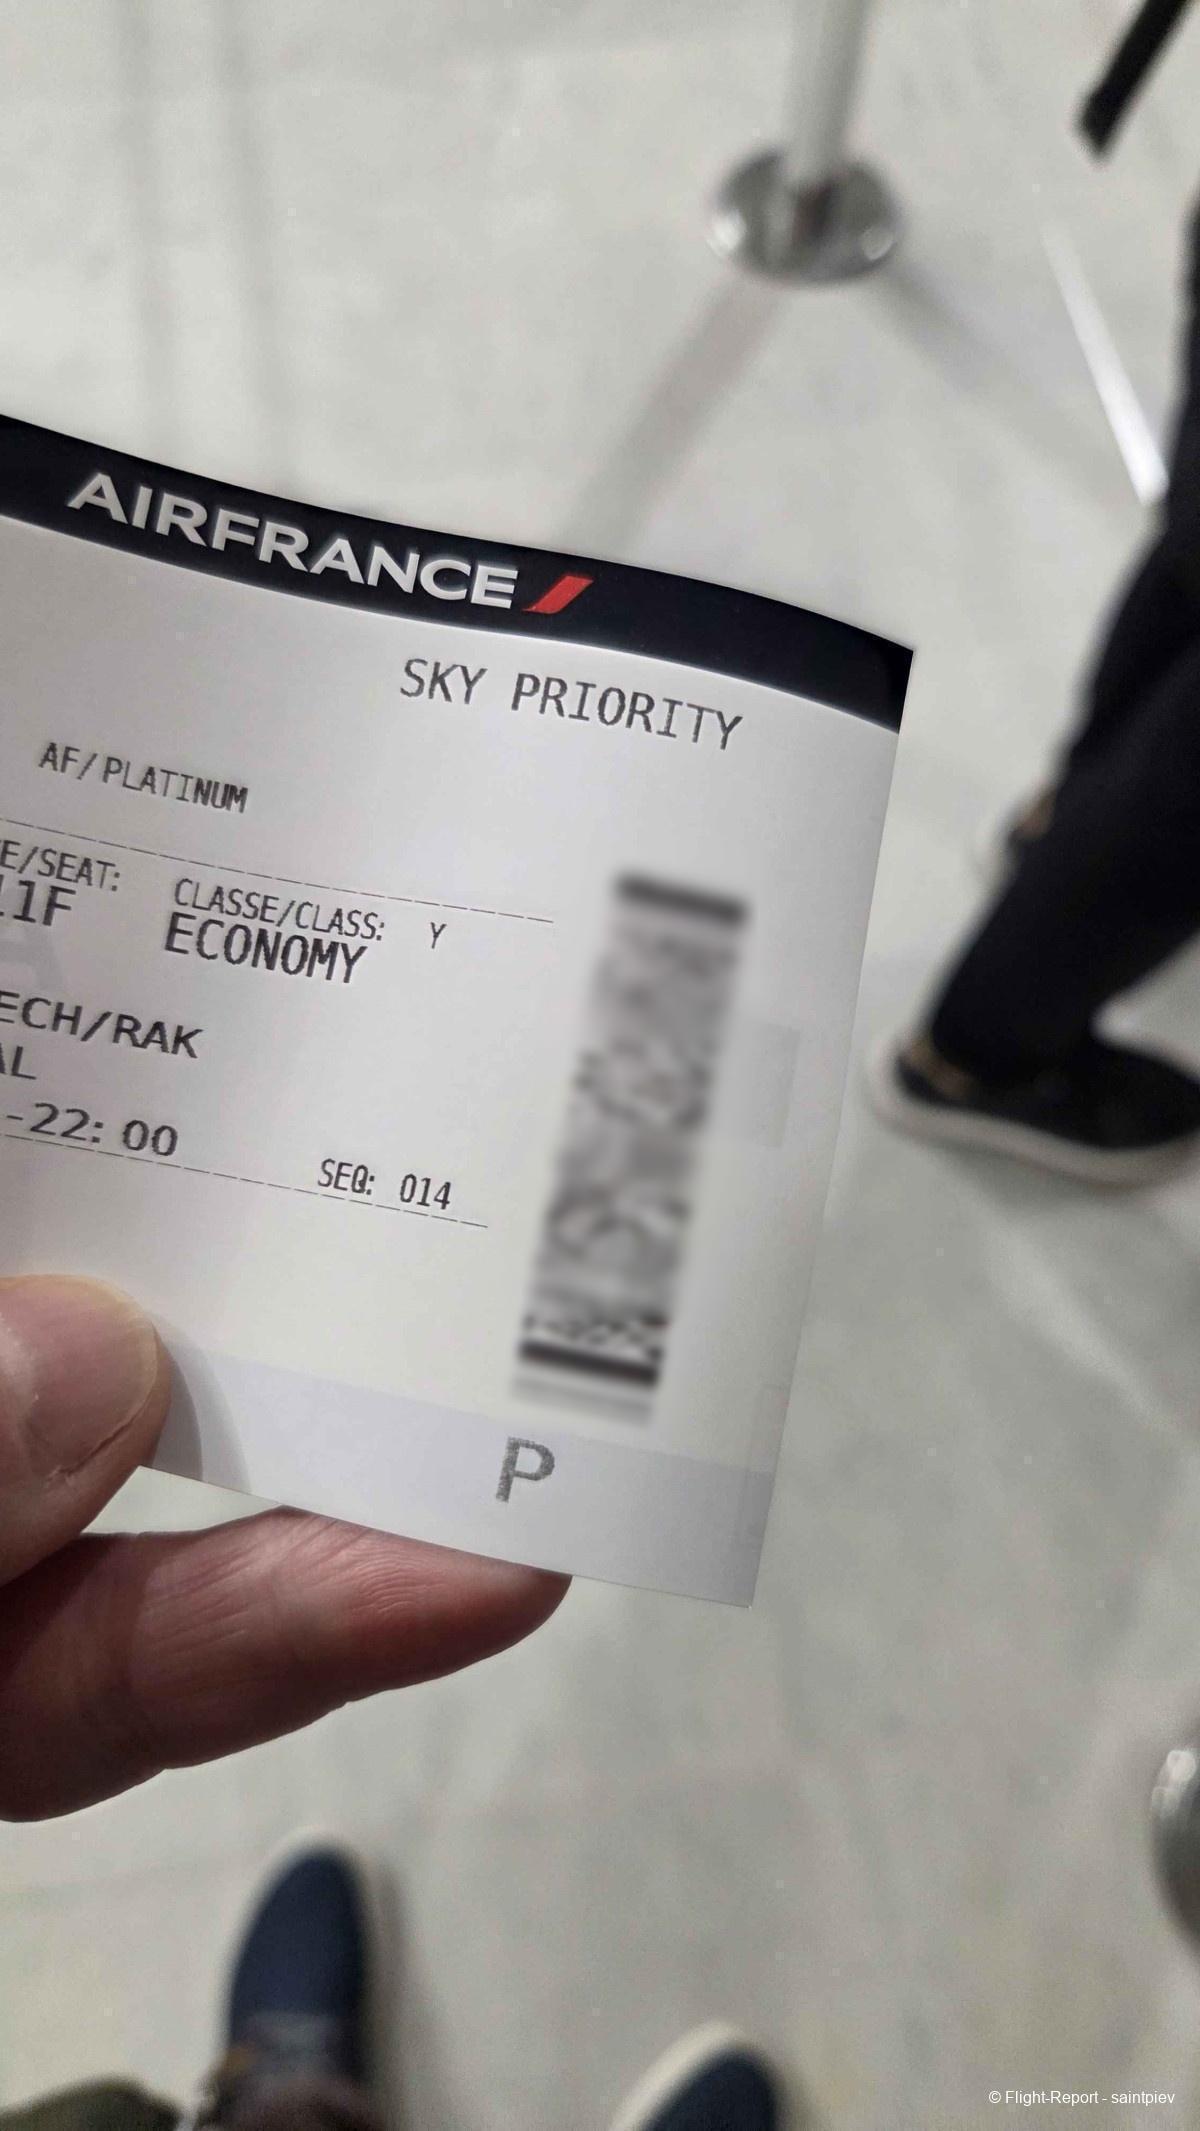 AIRFRANCE
SKY PRIORITY
AF/PLATINUM
E/SEAT: CLASSE/CLASS: Y
11F ECONOMY
ECH/RAK
AL
-22: 00
SEQ: 014
P
© Flight-Report - saintpiev